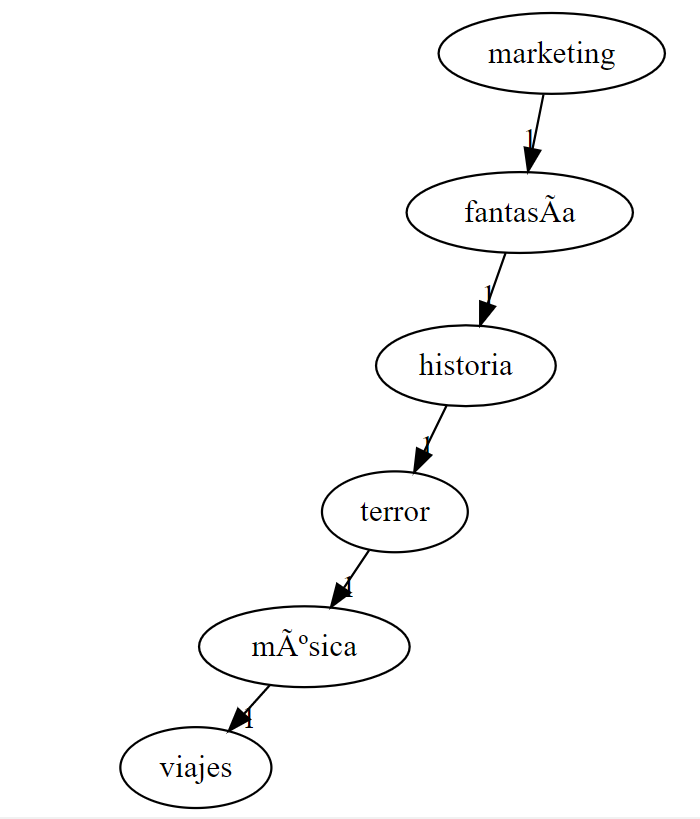 marketing
1
fantasÃa
1
historia
1
terror
1
mÃºsica
1
viajes